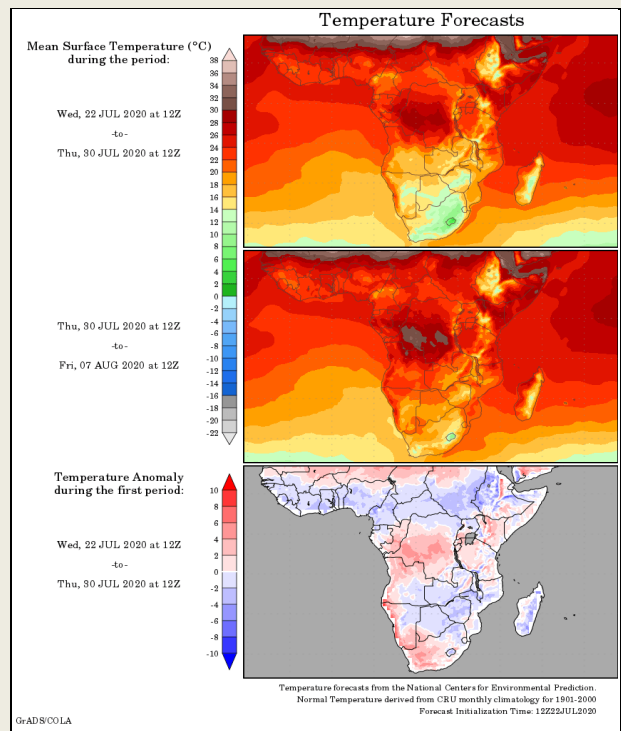 Temperature Forecasts
Mean Surface Temperature (°C)
during the period:
38
36
34
32
30
28
26
24
22
20
18
16
14
12
10
8
6
4
2
0
-2
-4
-6
-8
-10
-12
-14
-16
-18
-20
-22
Wed, 22 JUL 2020 at 12Z
-to-
Thu, 30 JUL 2020 at 12Z
Thu, 30 JUL 2020 at 12Z
-to-
Fri, 07 AUG 2020 at 12Z
Temperature Anomaly
during the first period:
10
8
6
4
2
0
-2
-4
-6
-8
-10
Wed, 22 JUL 2020 at 12Z
-to-
Thu, 30 JUL 2020 at 12Z
Temperature forecasts from the National Centers for Environmental Prediction.
Normal Temperature derived from CRU monthly climatology for 1901-2000
Forecast Initialization Time: 12Z22JUL2020
GrADS/COLA